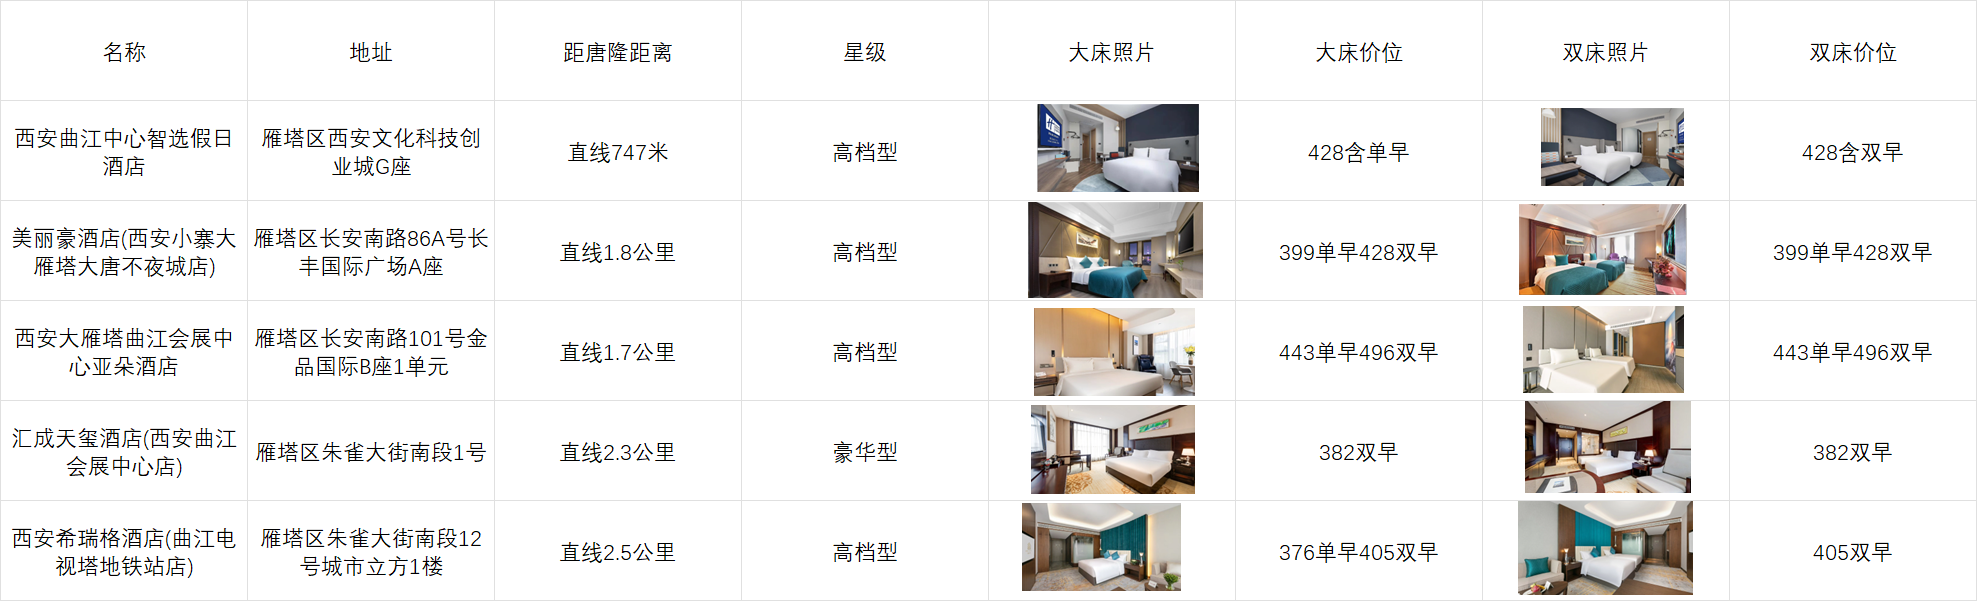 名称
地址
距唐隆距离
星级
大床照片
大床价位
双床照片
双床价位
西安曲江中心智选假日
酒店
雁塔区西安文化科技创
业城G座
直线747米
高档型
428含单早
428含双早
美丽豪酒店(西安小寨大
雁塔大唐不夜城店)
雁塔区长安南路86A号长
丰国际广场A座
直线1.8公里
高档型
399单早428双早
399单早428双早
西安大雁塔曲江会展中
心亚朵酒店
雁塔区长安南路101号金
品国际B座1单元
直线1.7公里
高档型
443单早496双早
443单早496双早
汇成天玺酒店(西安曲江
会展中心店)
雁塔区朱雀大街南段1号
直线2.3公里
豪华型
382双早
382双早
西安希瑞格酒店(曲江电
视塔地铁站店)
雁塔区朱雀大街南段12
号城市立方1楼
直线2.5公里
高档型
376单早405双早
405双早